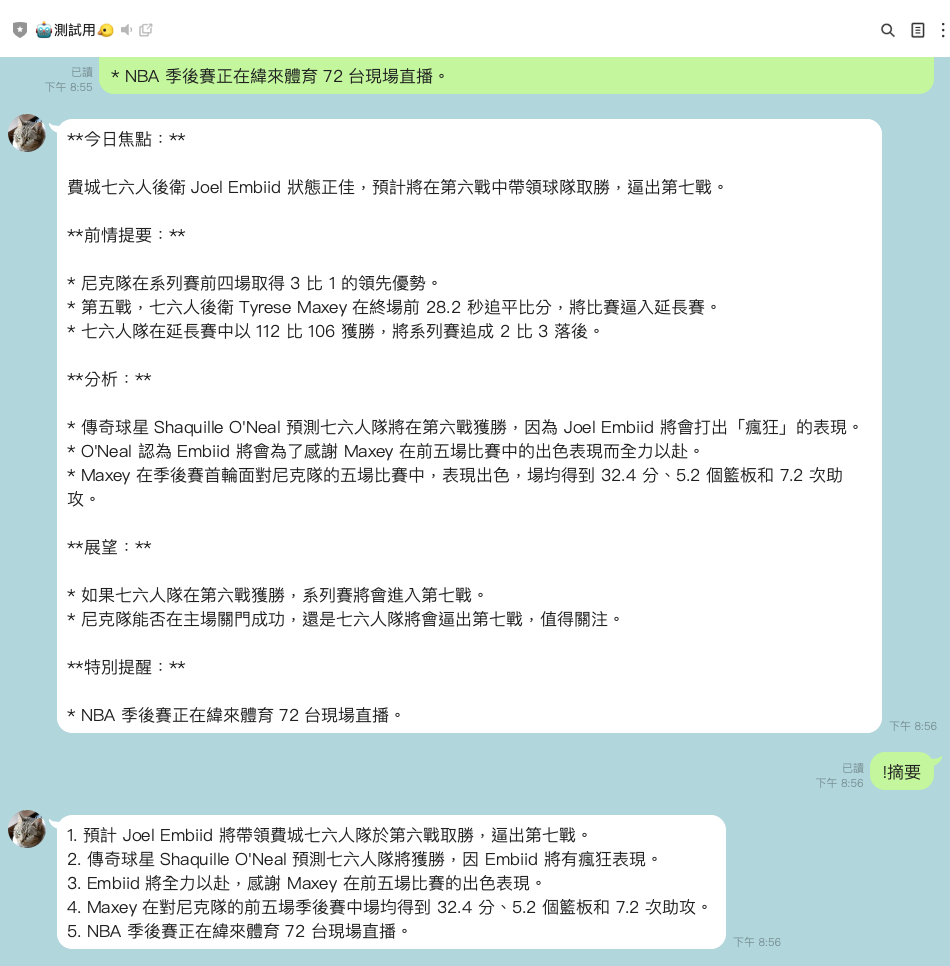 測試用
已讀
下午 8:55
* NBA 季後賽正在緯來體育 72 台現場直播。
**今日焦點：**
費城七六人後衛 Joel Embiid 狀態正佳，預計將在第六戰中帶領球隊取勝，逼出第七戰。
**前情提要：**
* 尼克隊在系列賽前四場取得 3 比 1 的領先優勢。
* 第五戰，七六人後衛 Tyrese Maxey 在終場前 28.2 秒追平比分，將比賽逼入延長賽。
* 七六人隊在延長賽中以 112 比 106 獲勝，將系列賽追成 2 比 3 落後。
**分析：**
* 傳奇球星 Shaquille O'Neal 預測七六人隊將在第六戰獲勝，因為 Joel Embiid 將會打出「瘋狂」的表現。
* O'Neal 認為 Embiid 將會為了感謝 Maxey 在前五場比賽中的出色表現而全力以赴。
* Maxey 在季後賽首輪面對尼克隊的五場比賽中，表現出色，場均得到 32.4 分、5.2 個籃板和 7.2 次助
攻。
**展望：**
* 如果七六人隊在第六戰獲勝，系列賽將會進入第七戰。
* 尼克隊能否在主場關門成功，還是七六人隊將會逼出第七戰，值得關注。
**特別提醒：**
* NBA 季後賽正在緯來體育 72 台現場直播。
下午 8:56
已讀
下午 8:56
!摘要
1. 預計 Joel Embiid 將帶領費城七六人隊於第六戰取勝，逼出第七戰。
2. 傳奇球星 Shaquille O'Neal 預測七六人隊將獲勝，因 Embiid 將有瘋狂表現。
3. Embiid 將全力以赴，感謝 Maxey 在前五場比賽的出色表現。
4. Maxey 在對尼克隊的前五場季後賽中場均得到 32.4 分、5.2 個籃板和 7.2 次助攻。
5. NBA 季後賽正在緯來體育 72 台現場直播。
下午 8:56